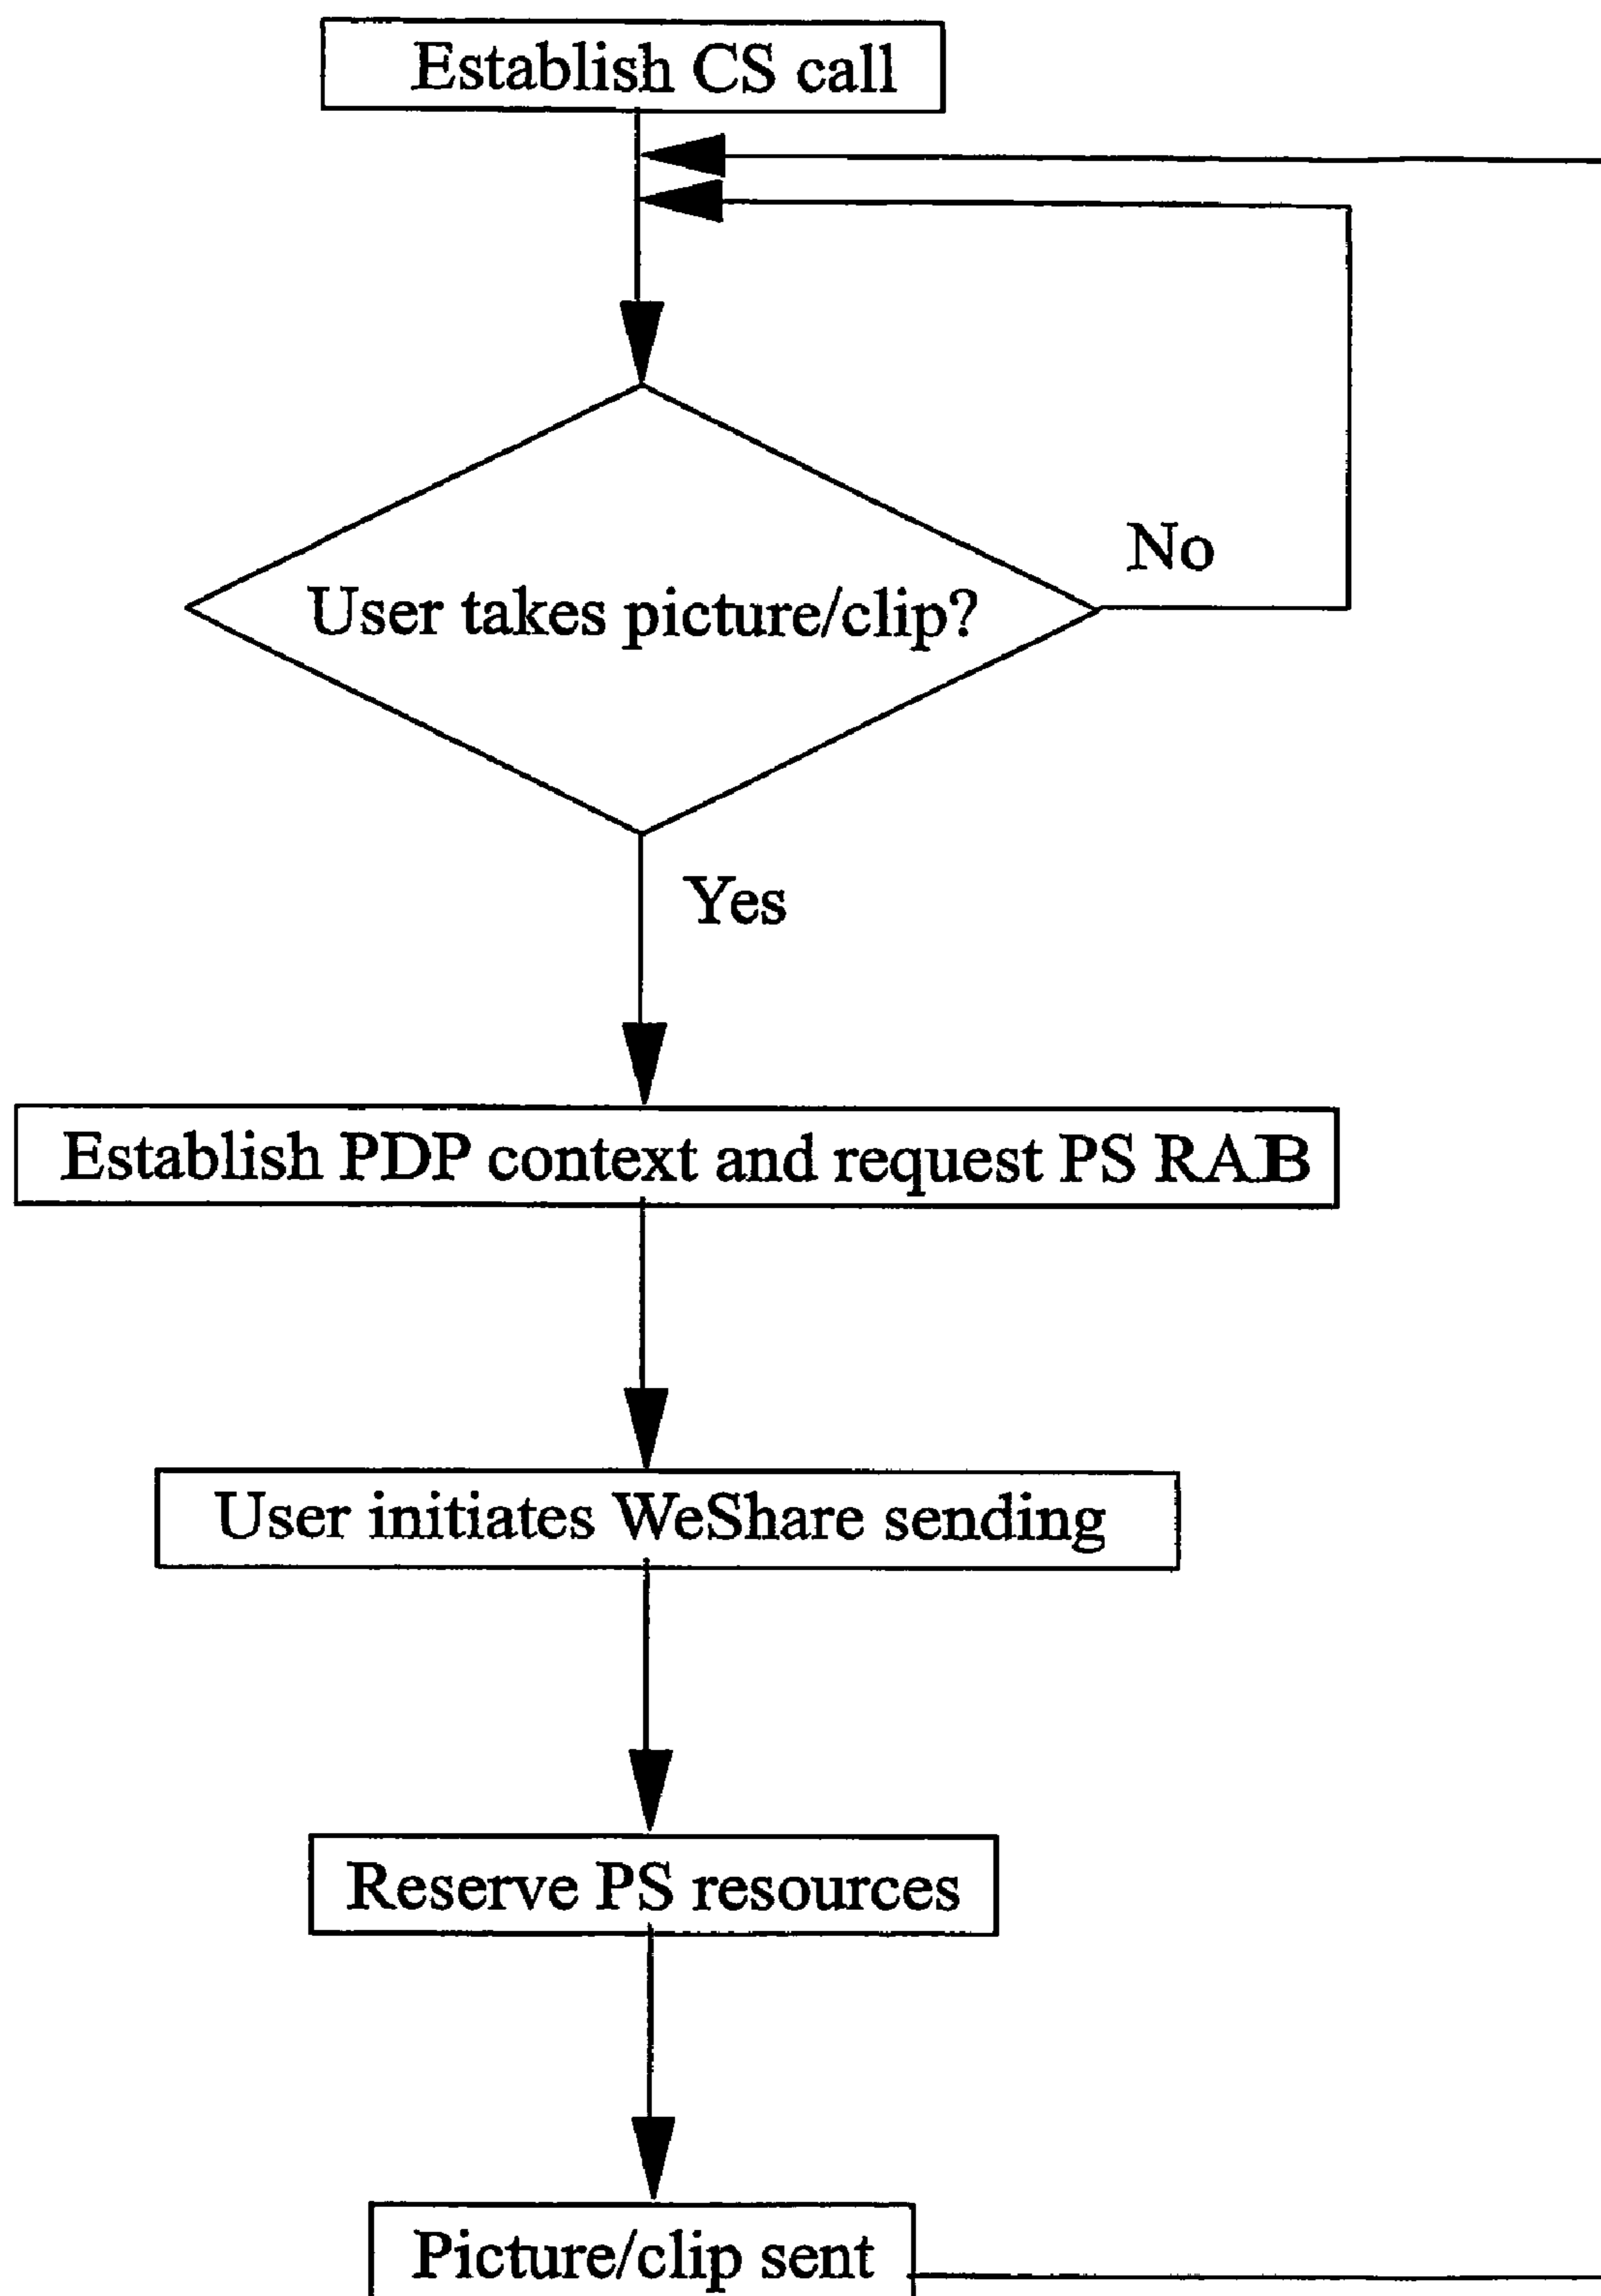 Establish CS call
No
User takes picture/clip?
Yes
Establish PDP context and request PS RAB
User initiates WeShare sending
Reserve PS resources
Picture/clip sent